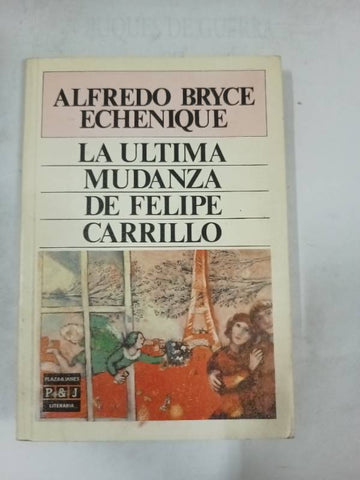 ALFREDO BRYCE
ECHENIQUE
LA ULTIMA
MUDANZA
DE FELIPE
CARRILLO
PLAZA & JANES
P&J
LITERARIA